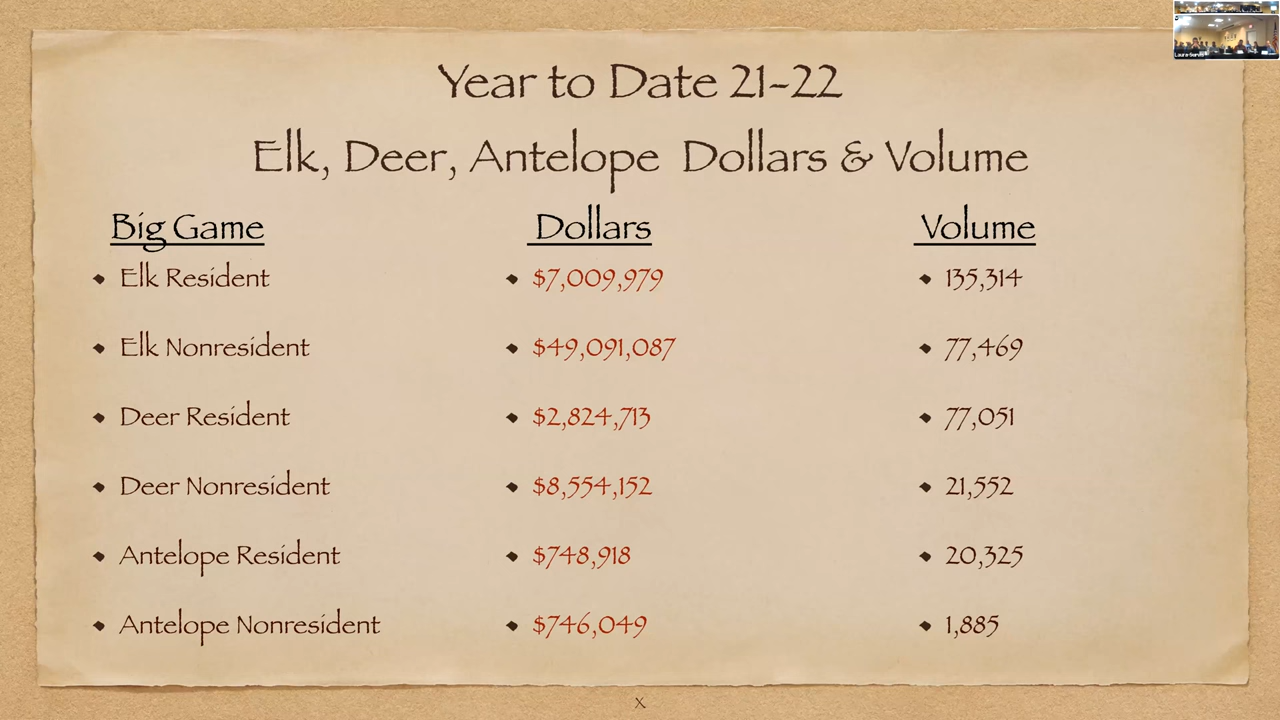 Year to Date 21-22
Elk, Deer, Antelope Dollars & Volume
Big Game Dollars Volume
Elk Resident $7,009,979 135,314
Elk Nonresident $49,091,087 77,469
Deer Resident $2,824,713 77,051
Deer Nonresident $8,554,152 21,552
Antelope Resident $748,918 20,325
Antelope Nonresident $746,049 1,885
X